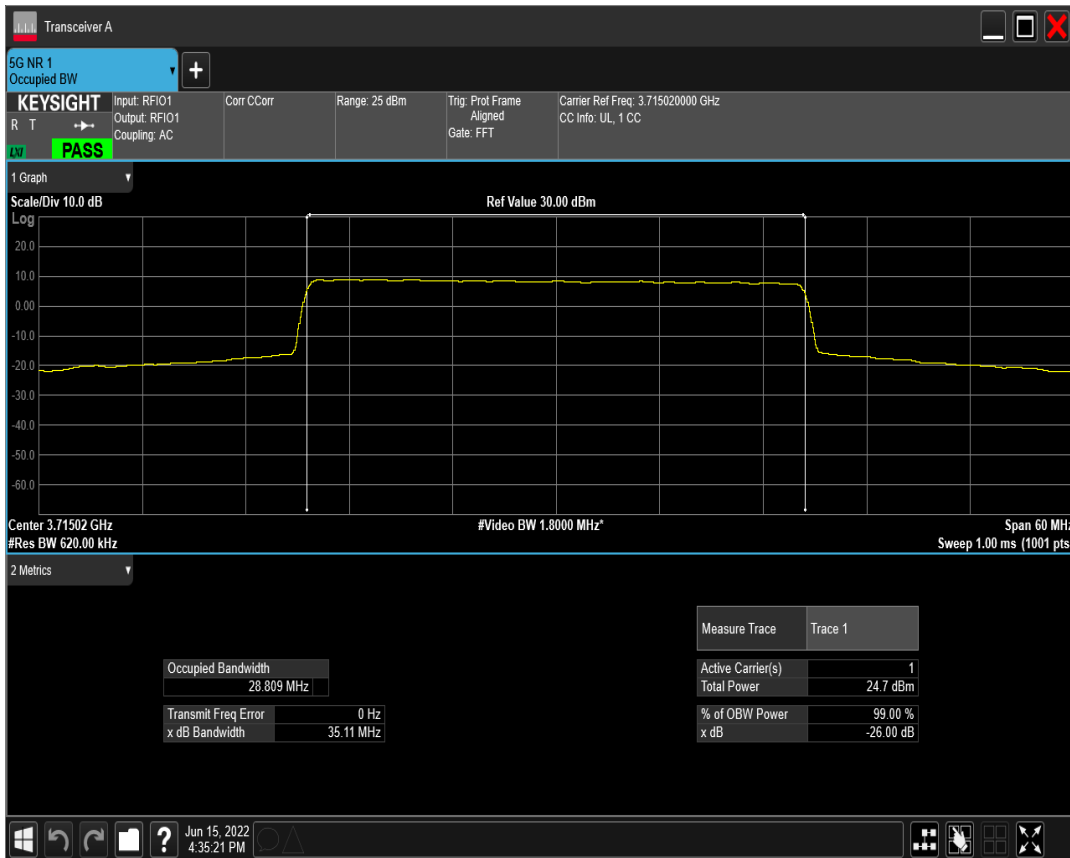 Transceiver A
5G NR 1
Occupied BW
+
KEYSIGHT
R T
LXI
PASS
Input: RFIO1
Output: RFIO1
Coupling: AC
Corr CCorr
Range: 25 dBm
Trig: Prot Frame
Aligned
Gate: FFT
Carrier Ref Freq: 3.715020000 GHz
CC Info: UL, 1 CC
1 Graph
Scale/Div 10.0 dB
Ref Value 30.00 dBm
Log
20.0
10.0
0.00
-10.0
-20.0
-30.0
-40.0
-50.0
-60.0
Center 3.71502 GHz
#Video BW 1.8000 MHz*
Span 60 MHz
#Res BW 620.00 kHz
Sweep 1.00 ms (1001 pts
2 Metrics
Measure Trace Trace 1
Occupied Bandwidth
28.809 MHz
Active Carrier(s) 1
Total Power 24.7 dBm
Transmit Freq Error 0 Hz
x dB Bandwidth 35.11 MHz
% of OBW Power 99.00 %
x dB -26.00 dB
?
Jun 15, 2022
4:35:21 PM